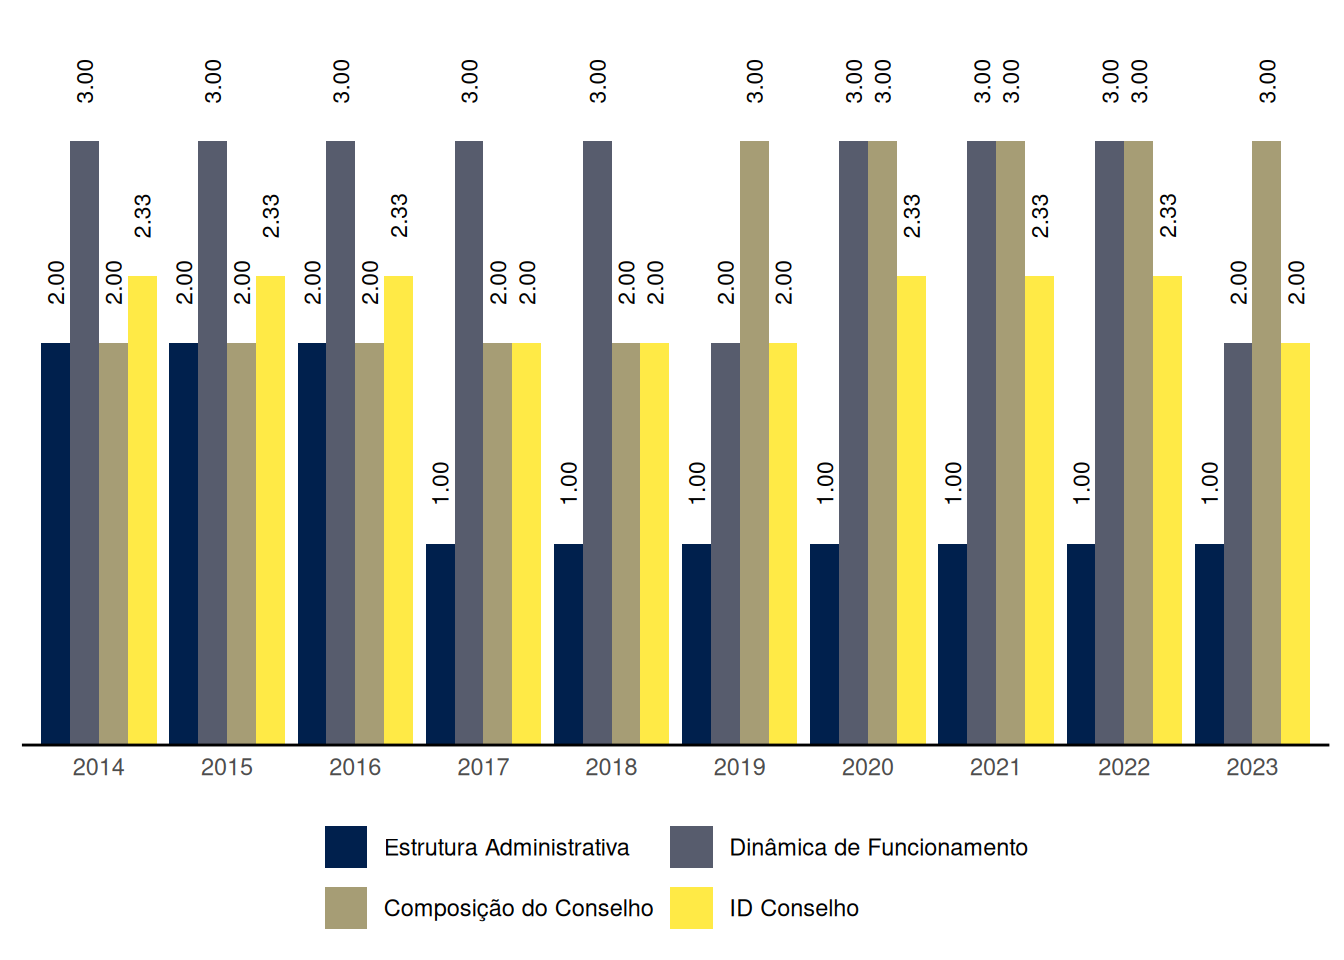 3.00 3.00 3.00 3.00 3.00 3.00 3.00 3.00 3.00 3.00 3.00 3.00 3.00
2.33 2.33 2.33 2.33 2.33 2.33
2.00 2.00 2.00 2.00 2.00 2.00 2.00 2.00 2.00 2.00 2.00 2.00 2.00 2.00
1.00 1.00 1.00 1.00 1.00 1.00 1.00
2014 2015 2016 2017 2018 2019 2020 2021 2022 2023
Estrutura Administrativa Dinâmica de Funcionamento
Composição do Conselho ID Conselho